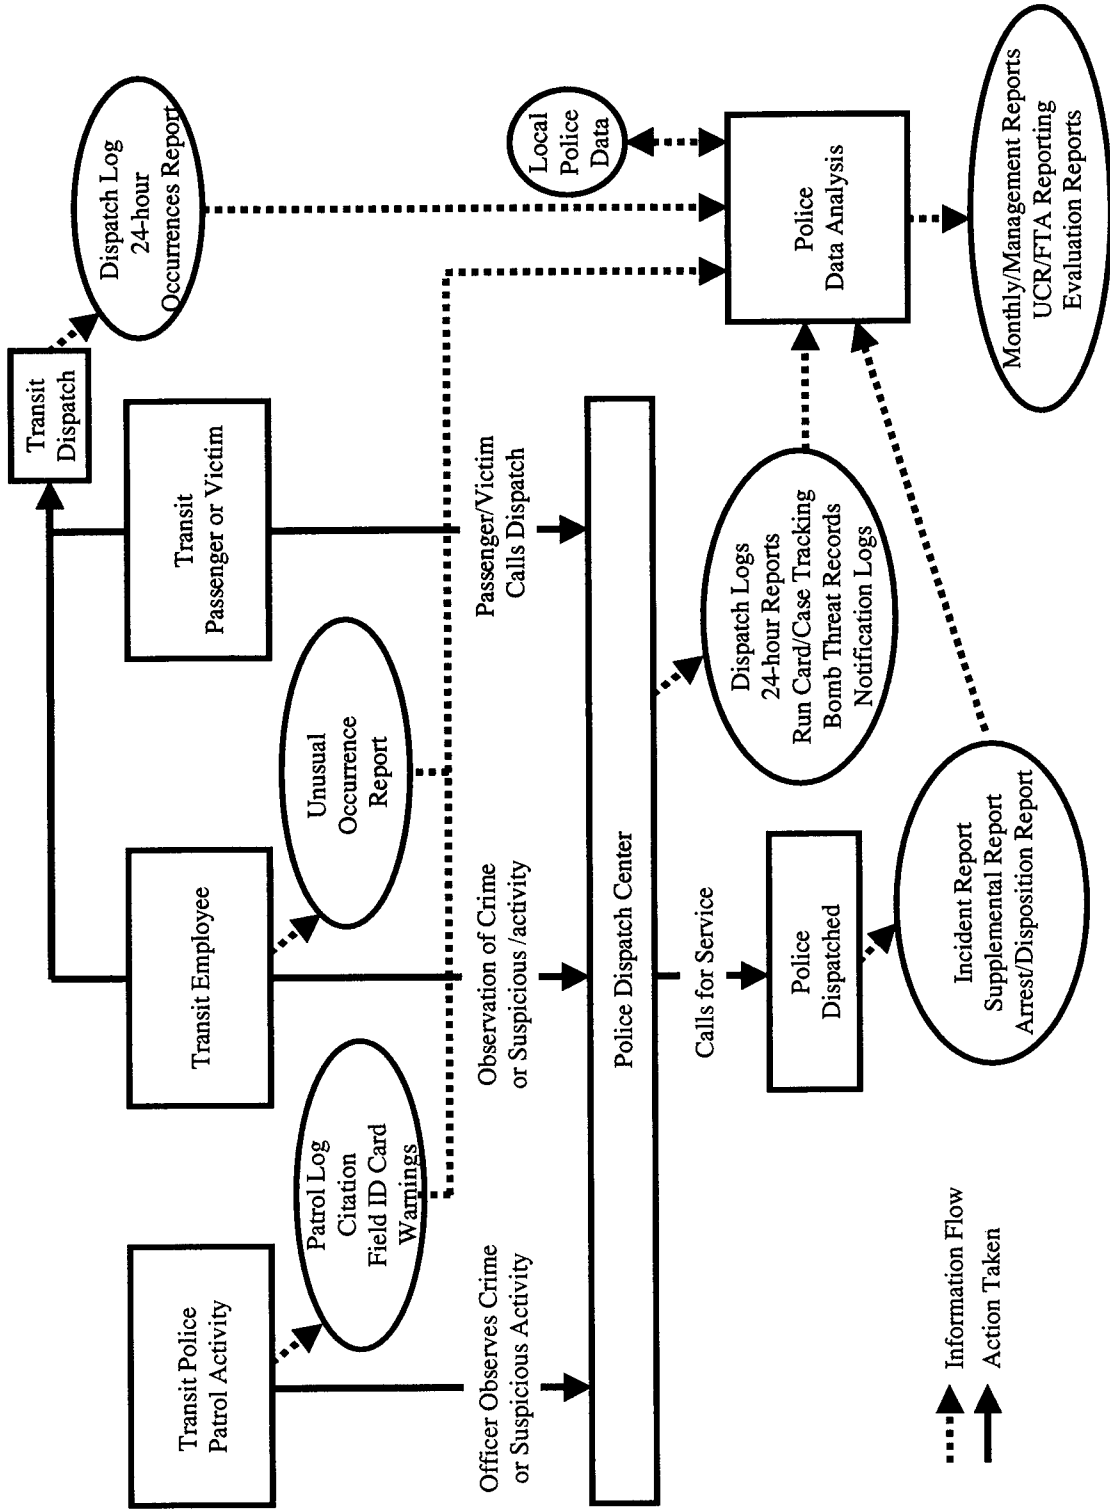 Transit
Dispatch
Dispatch Log
24-hour
Occurrences Report
Transit Police
Patrol Activity
Transit Employee
Transit
Passenger or Victim
Patrol Log
Citation
Field ID Card
Warnings
Unusual
Occurrence
Report
Officer Observes Crime
or Suspicious Activity
Observation of Crime
or Suspicious /activity
Passenger/Victim
Calls Dispatch
Local
Police
Data
Police Dispatch Center
Calls for Service
Dispatch Logs
24-hour Reports
Run Card/Case Tracking
Bomb Threat Records
Notification Logs
Police
Data Analysis
Police
Dispatched
Incident Report
Supplemental Report
Arrest/Disposition Report
Monthly/Management Reports
UCR/FTA Reporting
Evaluation Reports
Information Flow
Action Taken